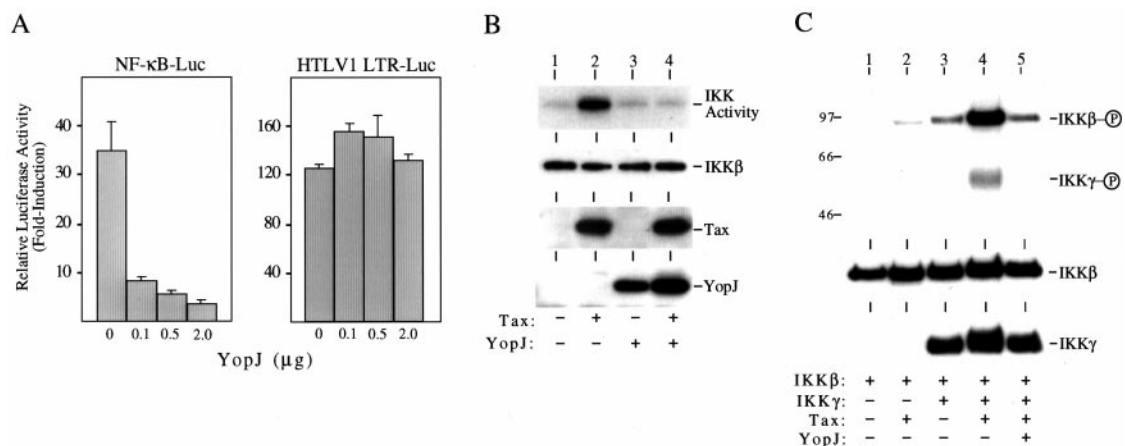 A
NF-κB-Luc
HTLV1 LTR-Luc
Relative Luciferase Activity
(Fold-Induction)
40
30
20
10
160
120
80
40
0 0.1 0.5 2.0
0 0.1 0.5 2.0
YopJ (μg)
B
1 2 3 4
IKK
Activity
IKKβ
Tax
YopJ
Tax: – + – +
YopJ: – – + +
C
1 2 3 4 5
97
66
46
IKKβ–P
IKKγ–P
IKKβ
IKKγ
IKKβ: + + + + +
IKKγ: – – + + +
Tax: – + – + +
YopJ: – – – – +